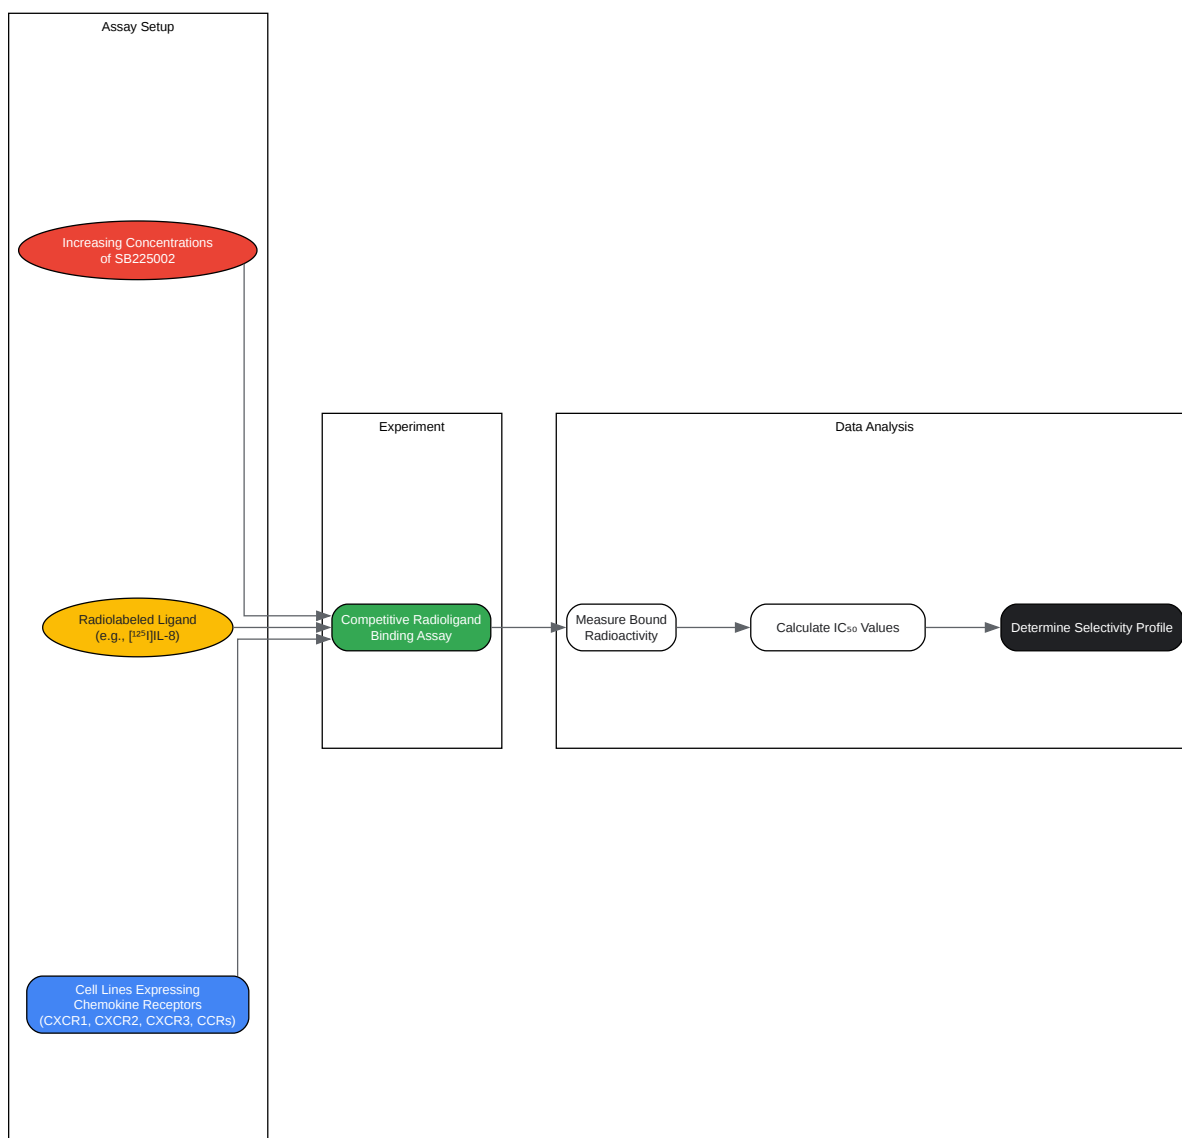 Assay Setup
Increasing Concentrations
of SB225002
Radiolabeled Ligand
(e.g., [¹²⁵I]IL-8)
Cell Lines Expressing
Chemokine Receptors
(CXCR1, CXCR2, CXCR3, CCRs)
Experiment
Competitive Radioligand
Binding Assay
Data Analysis
Measure Bound
Radioactivity
Calculate IC₅₀ Values
Determine Selectivity Profile